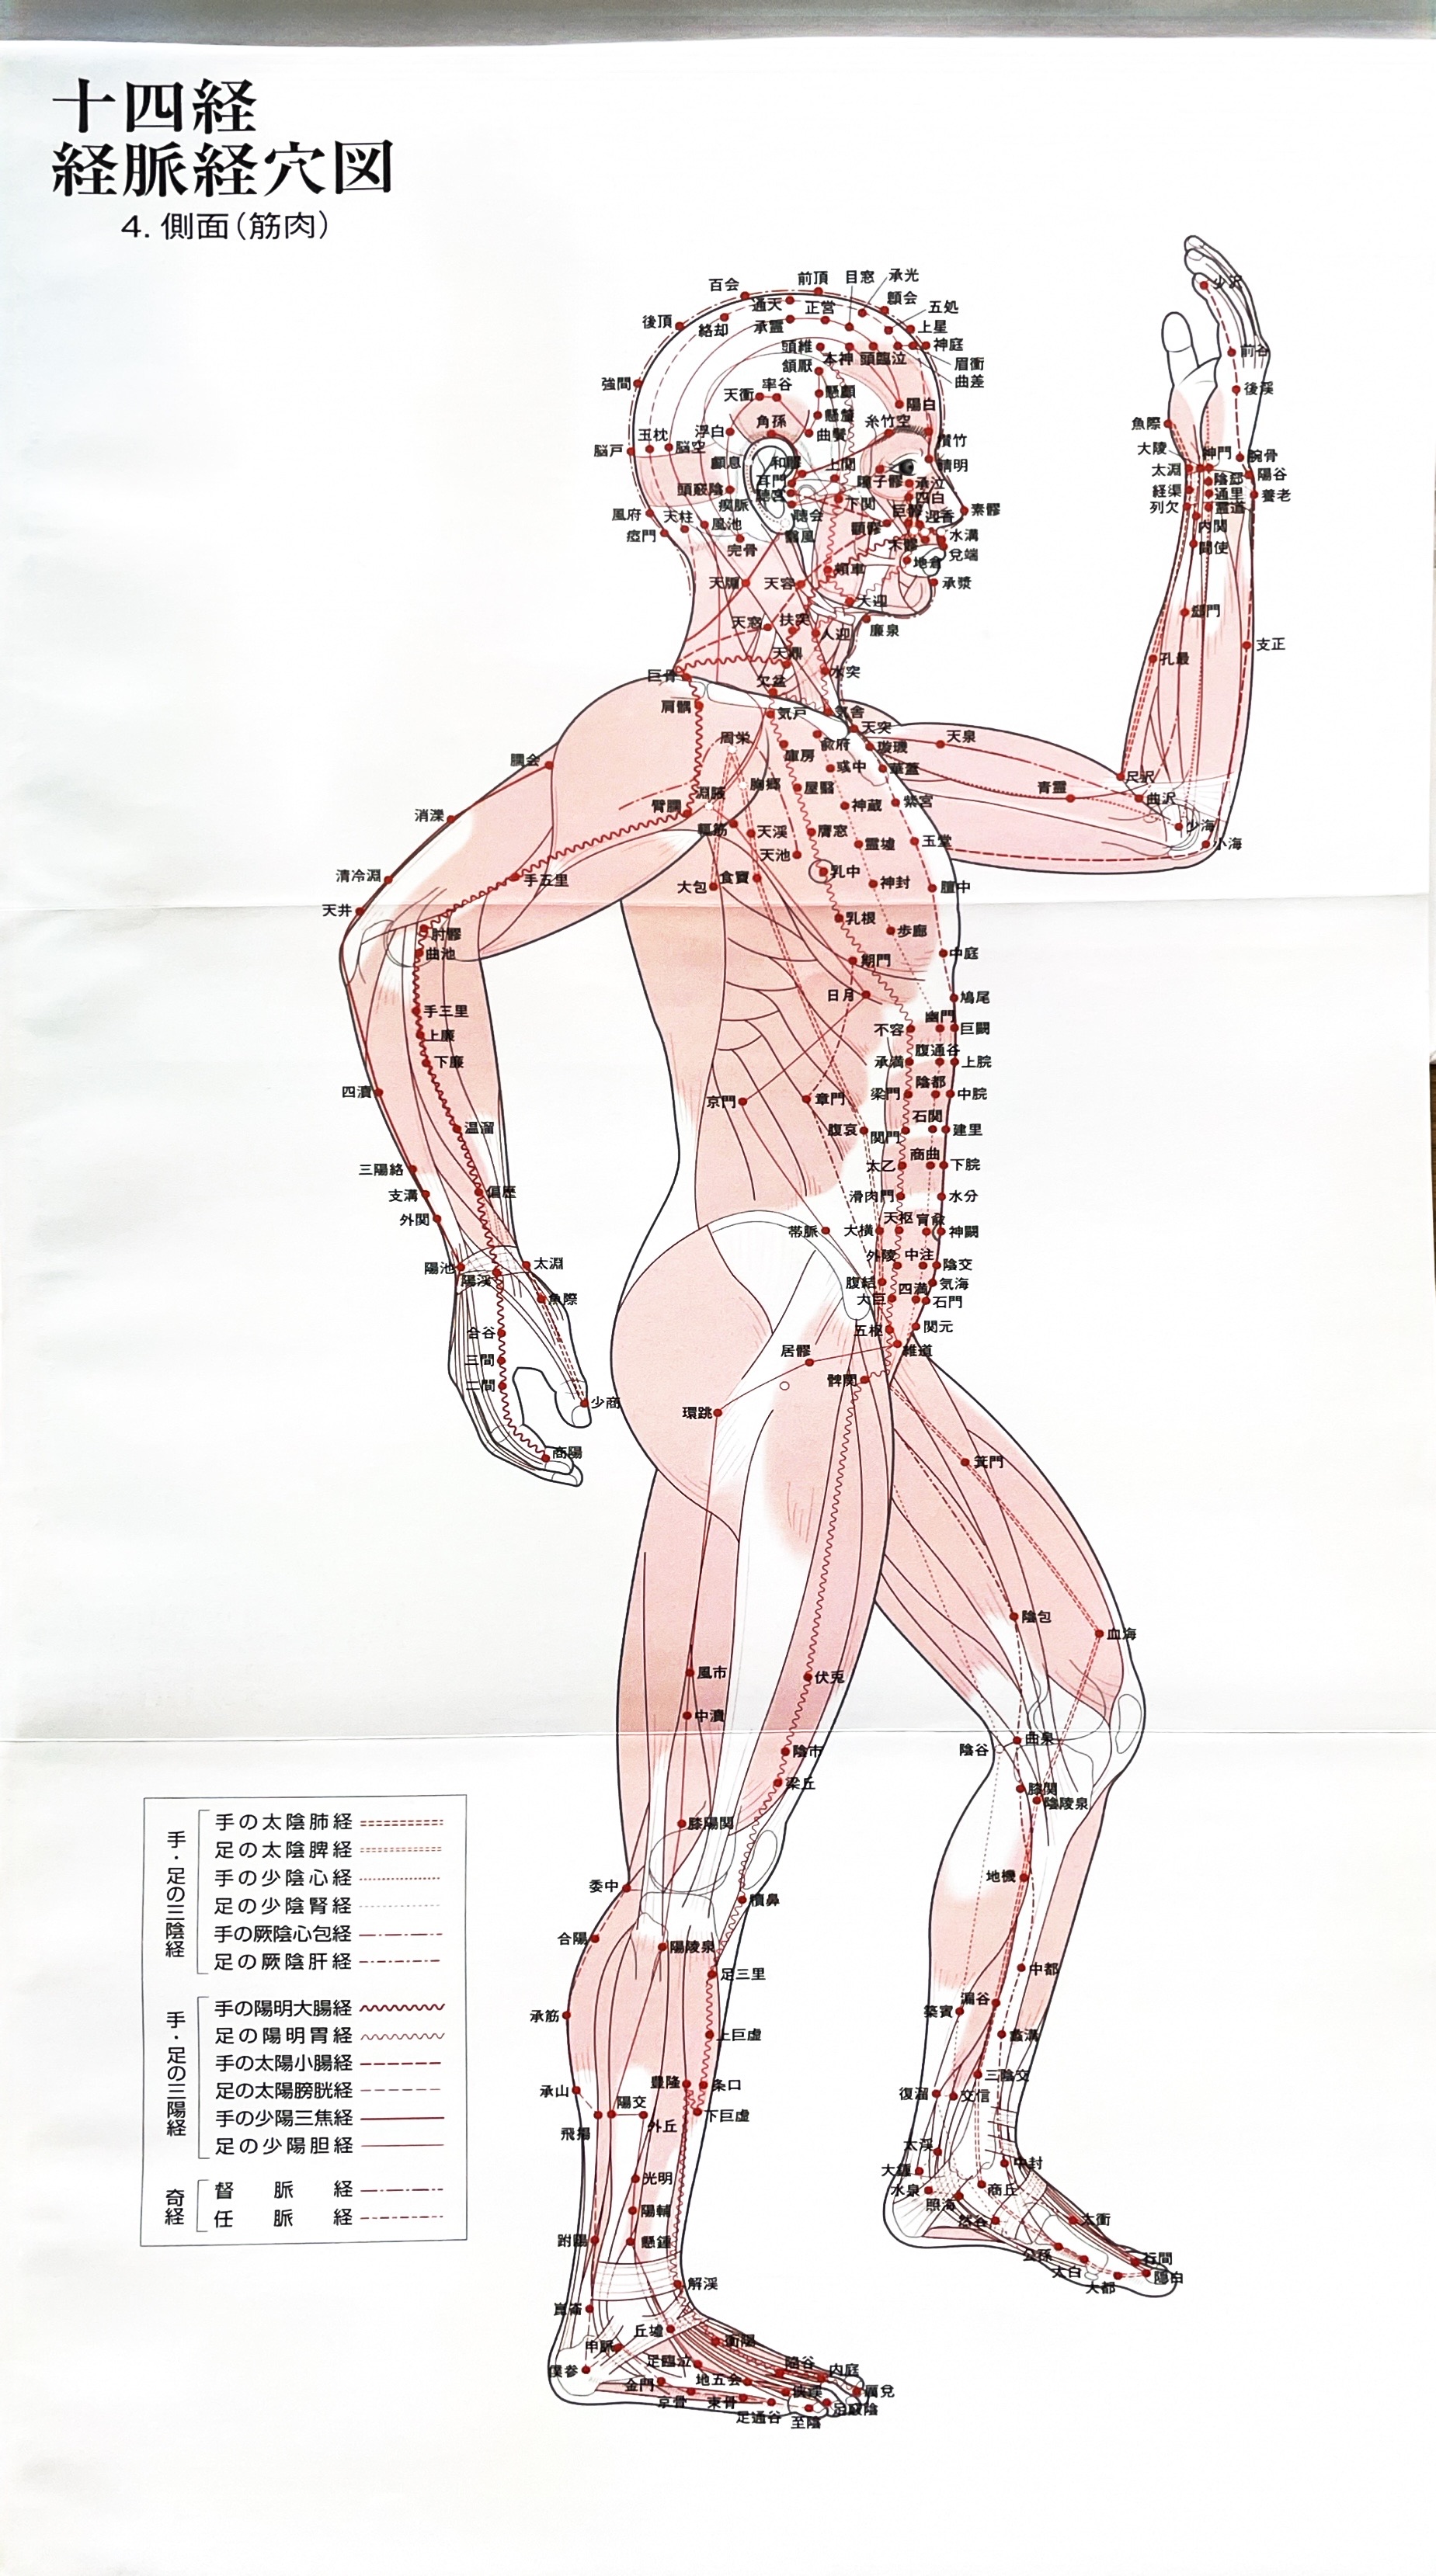 十四経
経脈経穴図
4. 側面（筋肉）
百会
前頂
目窓
承光
顖会
通天
正営
五処
後頂
絡却
承霊
上星
頭維
本神
頭臨泣
神庭
眉衝
頷厭
曲差
強間
率谷
天衝
懸顱
陽白
懸釐
糸竹空
角孫
浮白
曲鬢
攅竹
玉枕
脳戸
脳空
顱息
和髎
上関
晴明
耳門
瞳子髎
承泣
頭竅陰
聴宮
四白
瘈脈
下関
巨髎
迎香
素髎
風府
天柱
風池
聴会
顴髎
瘂門
完骨
翳風
禾髎
水溝
兌端
地倉
頬車
承漿
天牖
天容
大迎
天窓
扶突
人迎
廉泉
天鼎
巨骨
欠盆
水突
肩髃
気戸
気舎
天突
周栄
兪府
璇璣
天泉
庫房
臑会
或中
華蓋
胸郷
屋翳
淵腋
臂臑
神蔵
紫宮
消濼
輒筋
天渓
膺窓
霊墟
玉堂
天池
清冷淵
手五里
食竇
乳中
神封
膻中
大包
天井
乳根
歩廊
肘髎
曲池
期門
中庭
日月
鳩尾
手三里
上廉
不容
幽門
巨闕
下廉
承満
腹通谷
上脘
四瀆
京門
章門
梁門
陰都
中脘
温溜
腹哀
関門
石関
建里
三陽絡
太乙
商曲
下脘
支溝
偏歴
滑肉門
水分
外関
帯脈
大横
天枢
肓兪
神闕
陽池
陽渓
太淵
外陵
中注
陰交
魚際
腹結
四満
気海
大巨
石門
合谷
五枢
関元
三間
居髎
維道
二間
髀関
少商
環跳
商陽
少沢
前谷
後渓
魚際
大陵
神門
腕骨
太淵
陰郄
陽谷
経渠
通里
養老
列欠
霊道
内関
間使
郄門
支正
孔最
尺沢
青霊
曲沢
少海
小海
箕門
陰包
血海
風市
伏兎
中瀆
陰市
陰谷
曲泉
梁丘
膝関
陰陵泉
膝陽関
地機
委中
犢鼻
合陽
陽陵泉
足三里
中都
承筋
漏谷
築賓
上巨虚
蠡溝
三陰交
豊隆
条口
承山
復溜
交信
陽交
下巨虚
飛揚
外丘
太渓
光明
大鍾
中封
水泉
商丘
照海
陽輔
然谷
太衝
跗陽
懸鍾
公孫
行間
太白
隠白
大都
解渓
崑崙
丘墟
申脈
衝陽
僕参
足臨泣
陥谷
内庭
金門
地五会
侠渓
厲兌
京骨
束骨
足竅陰
足通谷
至陰
手・足の三陰経
手の太陰肺経
足の太陰脾経
手の少陰心経
足の少陰腎経
手の厥陰心包経
足の厥陰肝経
手・足の三陽経
手の陽明大腸経
足の陽明胃経
手の太陽小腸経
足の太陽膀胱経
手の少陽三焦経
足の少陽胆経
奇経
督脈経
任脈経